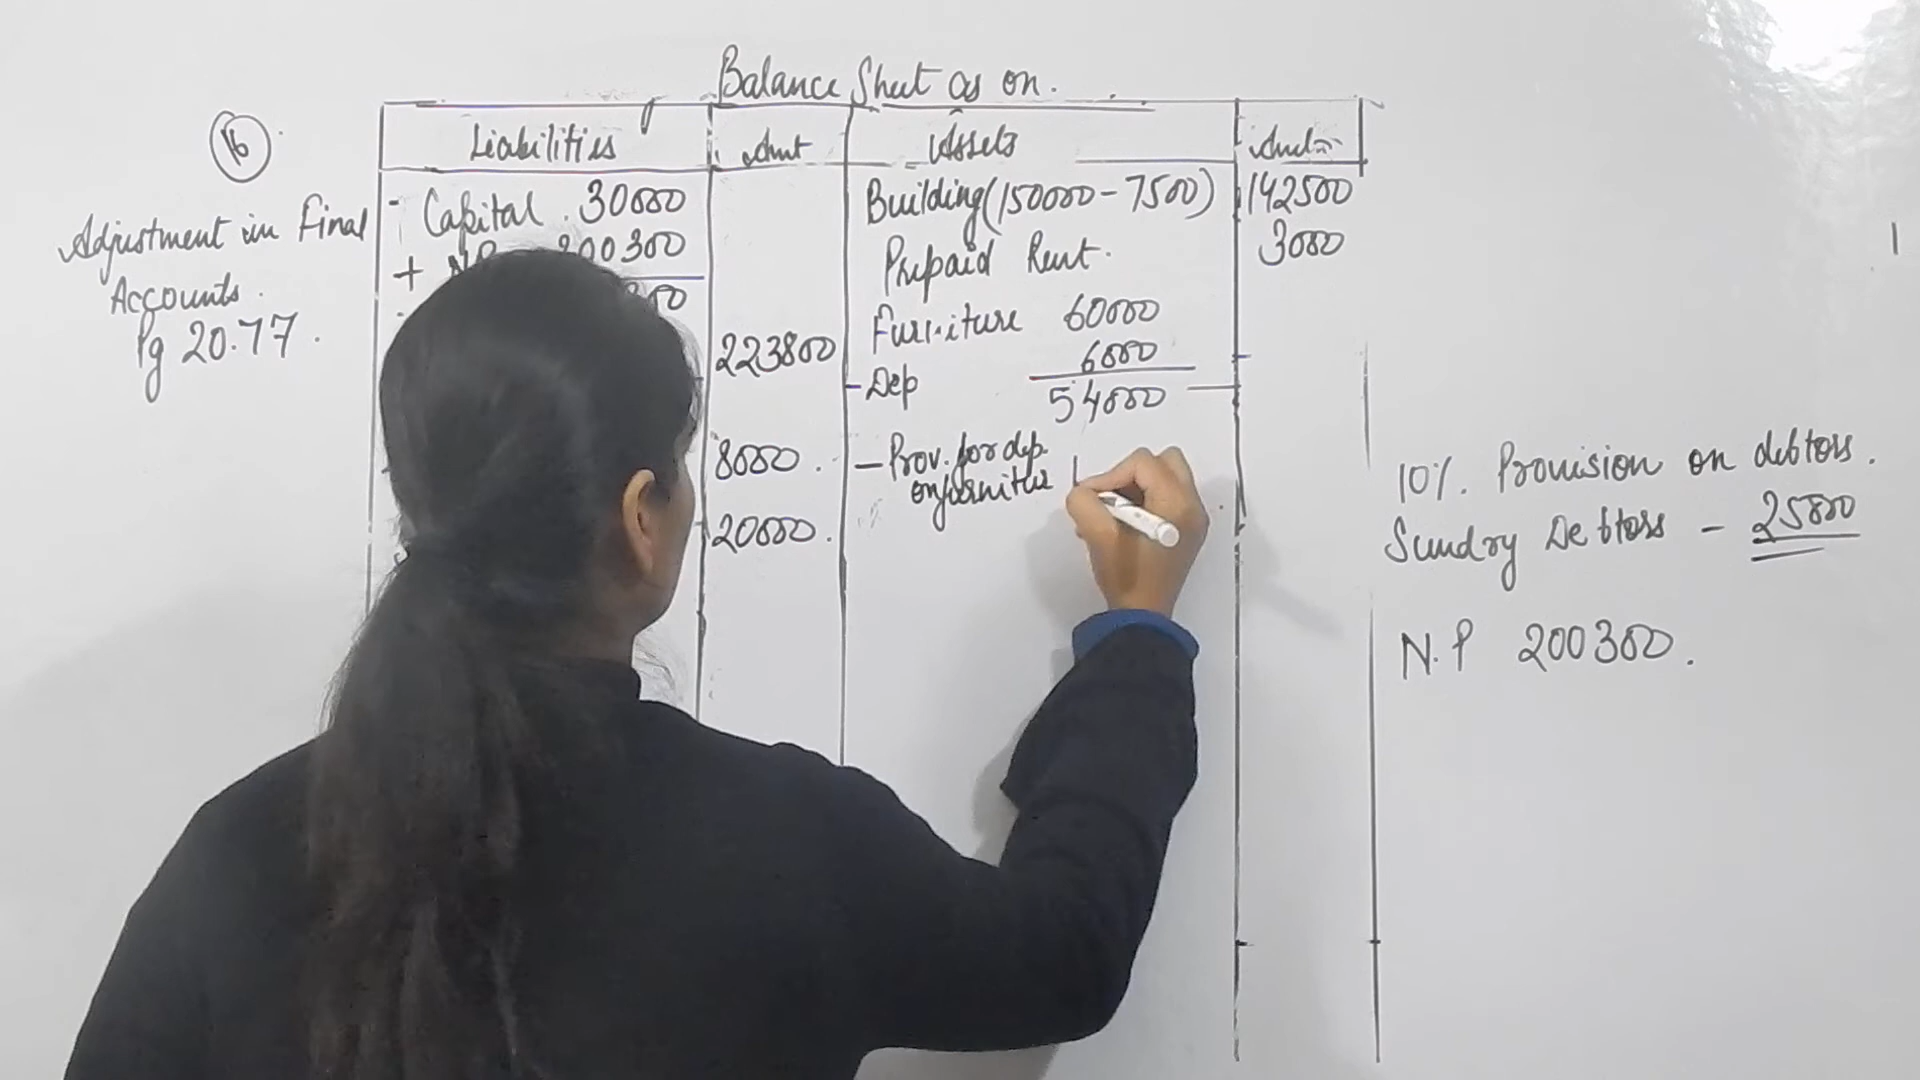 Balance Sheet as on.
16
Adjustment in Final
Accounts.
Pg 20.77.
Liabilities Amt Assets
- Capital. 30000
+ 200300
223800
8000.
20000.
Building (150000 - 7500) 142500
Prepaid Rent. 3000
Furniture 60000
- Dep 6000
54000
- Prov. for dep.
on furniture
10% Provision on debtors.
Sundry Debtors - 25800
N.P 200300.